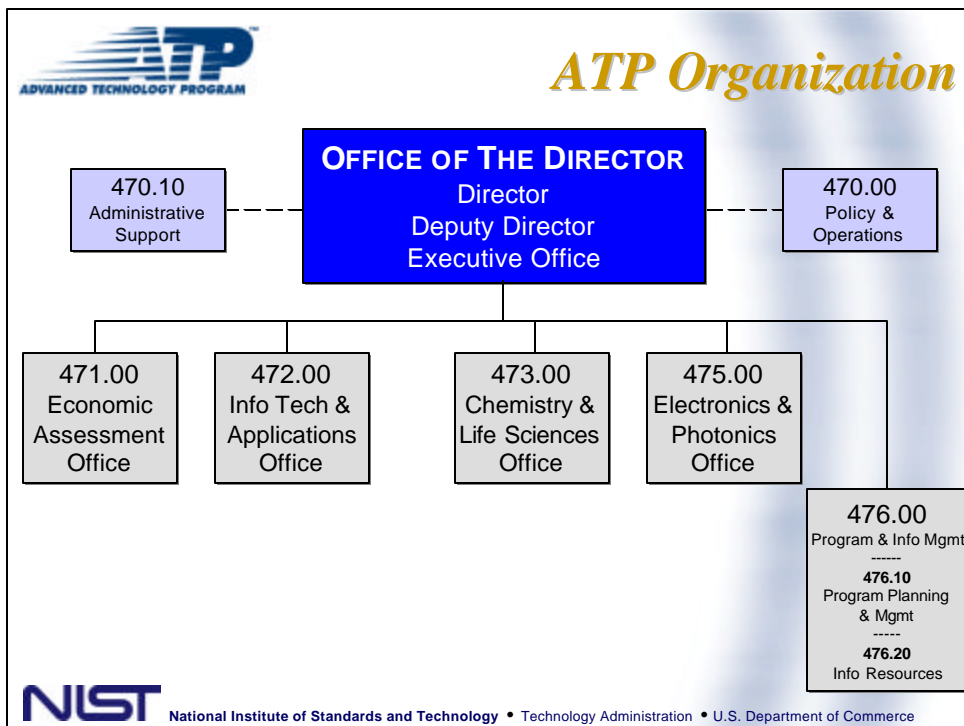 ATP™
ADVANCED TECHNOLOGY PROGRAM
ATP Organization
OFFICE OF THE DIRECTOR
Director
Deputy Director
Executive Office
470.10
Administrative
Support
470.00
Policy &
Operations
471.00
Economic
Assessment
Office
472.00
Info Tech &
Applications
Office
473.00
Chemistry &
Life Sciences
Office
475.00
Electronics &
Photonics
Office
476.00
Program & Info Mgmt
------
476.10
Program Planning
& Mgmt
-----
476.20
Info Resources
NIST
National Institute of Standards and Technology • Technology Administration • U.S. Department of Commerce